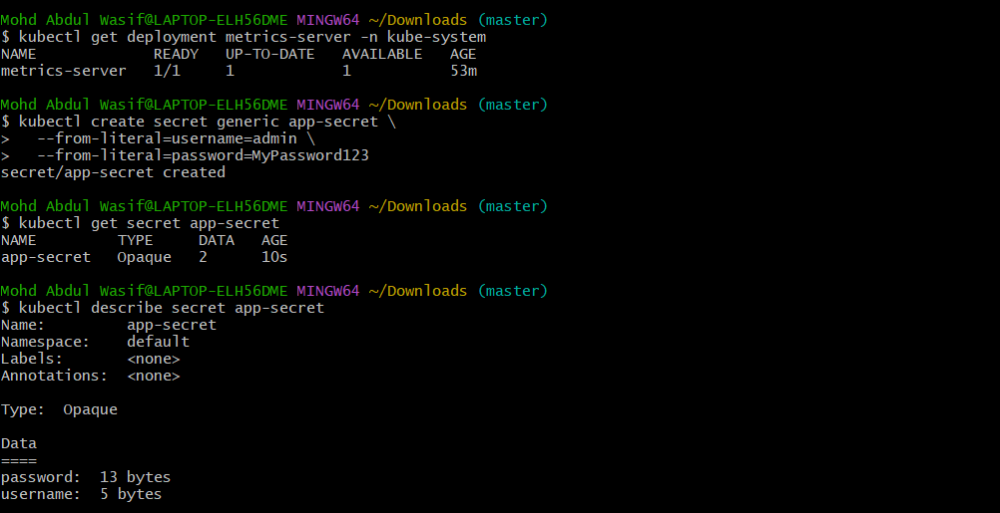 Mohd Abdul Wasif@LAPTOP-ELH56DME MINGW64 ~/Downloads (master)
$ kubectl get deployment metrics-server -n kube-system
NAME             READY   UP-TO-DATE   AVAILABLE   AGE
metrics-server   1/1     1            1           53m

Mohd Abdul Wasif@LAPTOP-ELH56DME MINGW64 ~/Downloads (master)
$ kubectl create secret generic app-secret \
>   --from-literal=username=admin \
>   --from-literal=password=MyPassword123
secret/app-secret created

Mohd Abdul Wasif@LAPTOP-ELH56DME MINGW64 ~/Downloads (master)
$ kubectl get secret app-secret
NAME         TYPE     DATA   AGE
app-secret   Opaque   2      10s

Mohd Abdul Wasif@LAPTOP-ELH56DME MINGW64 ~/Downloads (master)
$ kubectl describe secret app-secret
Name:         app-secret
Namespace:    default
Labels:       <none>
Annotations:  <none>

Type:  Opaque

Data
====
password:  13 bytes
username:  5 bytes